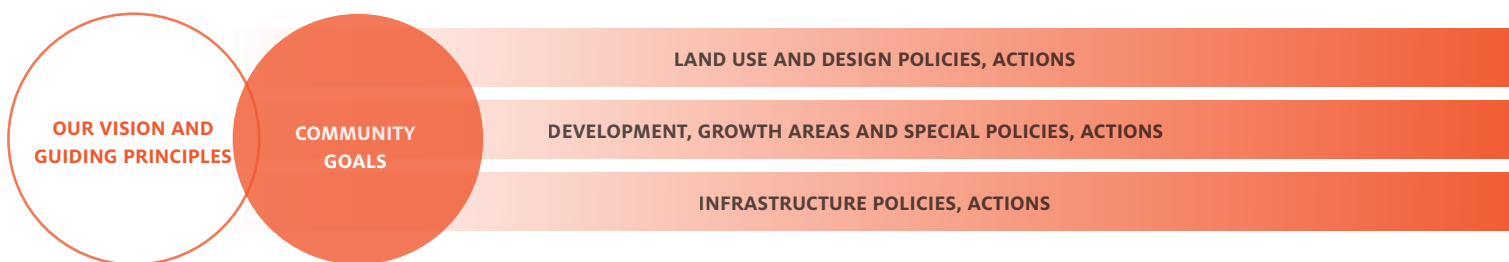 OUR VISION AND
GUIDING PRINCIPLES
COMMUNITY
GOALS
LAND USE AND DESIGN POLICIES, ACTIONS
DEVELOPMENT, GROWTH AREAS AND SPECIAL POLICIES, ACTIONS
INFRASTRUCTURE POLICIES, ACTIONS